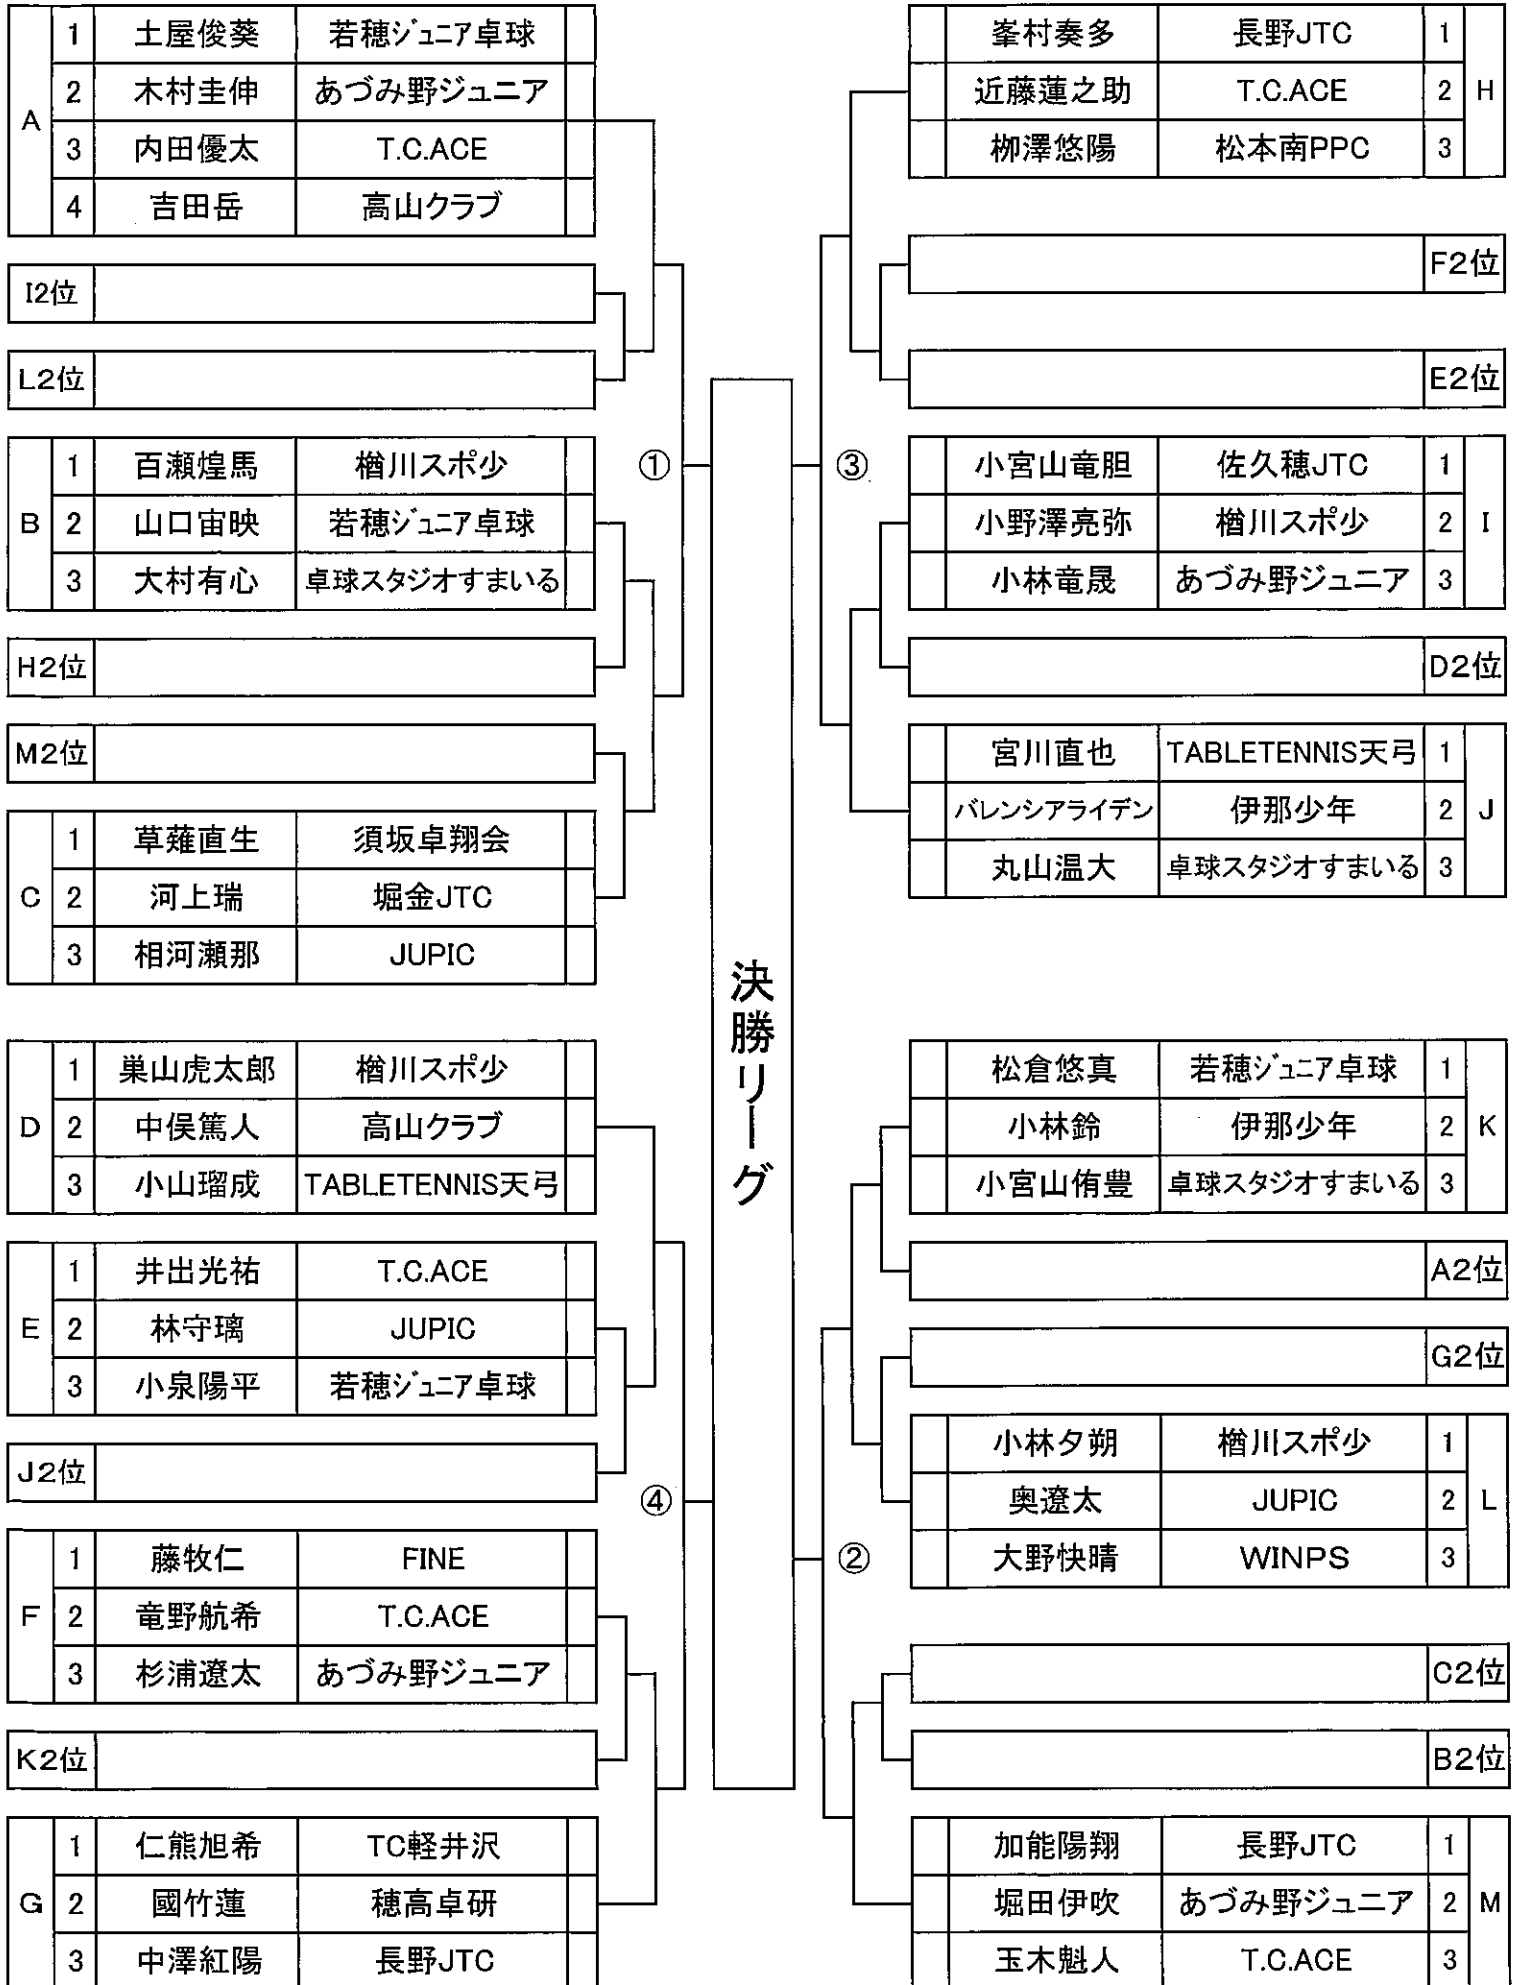 A
1 土屋俊葵 若穂ジュニア卓球
2 木村圭伸 あづみ野ジュニア
3 内田優太 T.C.ACE
4 吉田岳 高山クラブ
I2位
L2位
B
1 百瀬煌馬 楢川スポ少
2 山口宙映 若穂ジュニア卓球
3 大村有心 卓球スタジオすまいる
H2位
M2位
C
1 草薙直生 須坂卓翔会
2 河上瑞 堀金JTC
3 相河瀬那 JUPIC
①
D
1 巣山虎太郎 楢川スポ少
2 中俣篤人 高山クラブ
3 小山瑠成 TABLETENNIS天弓
E
1 井出光祐 T.C.ACE
2 林守璃 JUPIC
3 小泉陽平 若穂ジュニア卓球
J2位
F
1 藤牧仁 FINE
2 竜野航希 T.C.ACE
3 杉浦遼太 あづみ野ジュニア
K2位
G
1 仁熊旭希 TC軽井沢
2 國竹蓮 穂高卓研
3 中澤紅陽 長野JTC
④
決勝リーグ
峯村奏多 長野JTC 1
近藤蓮之助 T.C.ACE 2
栁澤悠陽 松本南PPC 3
H
F2位
E2位
③
小宮山竜胆 佐久穂JTC 1
小野澤亮弥 楢川スポ少 2
小林竜晟 あづみ野ジュニア 3
I
D2位
宮川直也 TABLETENNIS天弓 1
バレンシアライデン 伊那少年 2
丸山温大 卓球スタジオすまいる 3
J
松倉悠真 若穂ジュニア卓球 1
小林鈴 伊那少年 2
小宮山侑豊 卓球スタジオすまいる 3
K
A2位
G2位
小林夕朔 楢川スポ少 1
奥遼太 JUPIC 2
大野快晴 WINPS 3
L
②
C2位
B2位
加能陽翔 長野JTC 1
堀田伊吹 あづみ野ジュニア 2
玉木魁人 T.C.ACE 3
M